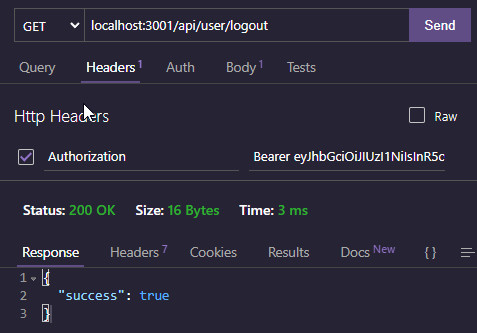 GET localhost:3001/api/user/logout Send
Query Headers 1 Auth Body 1 Tests
Http Headers Raw
Authorization Bearer eyJhbGciOiJIUzI1NiIsInR5c
Status: 200 OK Size: 16 Bytes Time: 3 ms
Response Headers 7 Cookies Results Docs New { }
1 {
2 "success": true
3 }